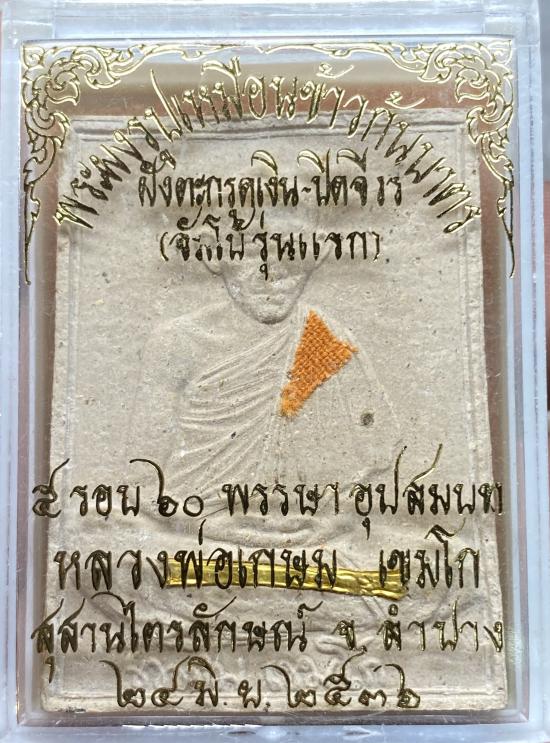 พระผงรูปเหมือนข้าวก้นบาตร
ฝังตะกรุดเงิน-ปิดจีวร
(จัมโบ้ รุ่นแรก)
๕ รอบ ๖๐ พรรษา อุปสมบท
หลวงพ่อเกษม เขมโก
สุสานไตรลักษณ์ จ.ลำปาง
๒๔ มิ.ย. ๒๕๓๖